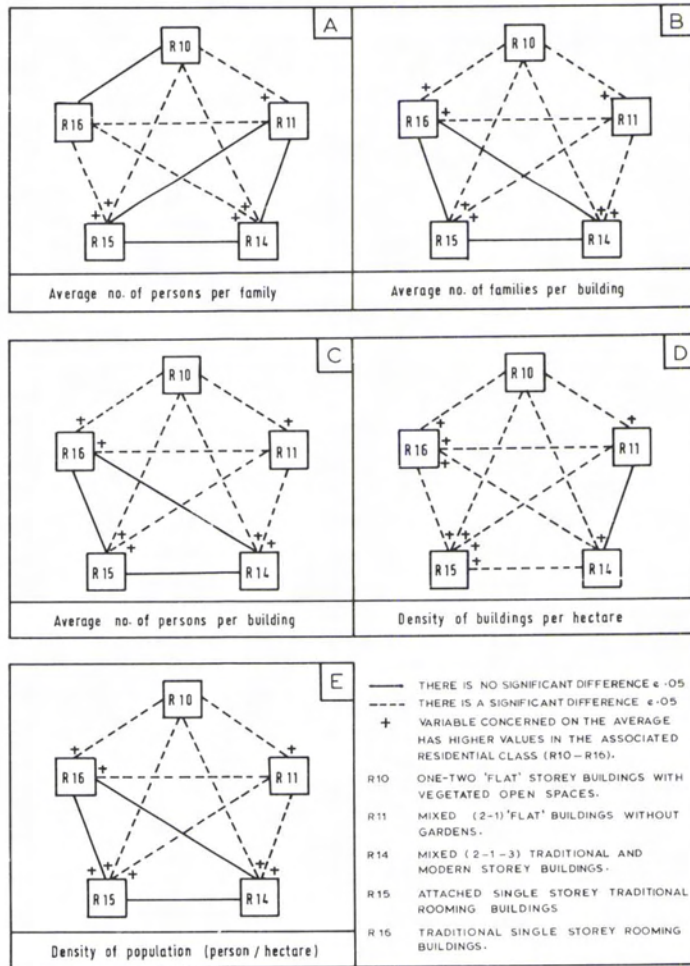 A
R10
R16
R11
+
+ +
+ +
R15
R14
Average no. of persons per family
B
R10
+
+
R16
+
R11
+ +
+ +
R15
R14
Average no. of families per building
C
R10
+
+
R16
+
R11
+ +
+ +
R15
R14
Average no. of persons per building
D
R10
+
+
R16
+
+
R11
+ +
+
+
+
R15
R14
Density of buildings per hectare
E
R10
+
+
R16
+
R11
+ +
+ +
R15
R14
Density of population (person / hectare)
THERE IS NO SIGNIFICANT DIFFERENCE e ·05
THERE IS A SIGNIFICANT DIFFERENCE e ·05
+ VARIABLE CONCERNED ON THE AVERAGE
HAS HIGHER VALUES IN THE ASSOCIATED
RESIDENTIAL CLASS (R10–R16).
R10 ONE-TWO 'FLAT' STOREY BUILDINGS WITH
VEGETATED OPEN SPACES.
R11 MIXED (2-1) 'FLAT' BUILDINGS WITHOUT
GARDENS.
R14 MIXED (2-1-3) TRADITIONAL AND
MODERN STOREY BUILDINGS.
R15 ATTACHED SINGLE STOREY TRADITIONAL
ROOMING BUILDINGS
R16 TRADITIONAL SINGLE STOREY ROOMING
BUILDINGS.